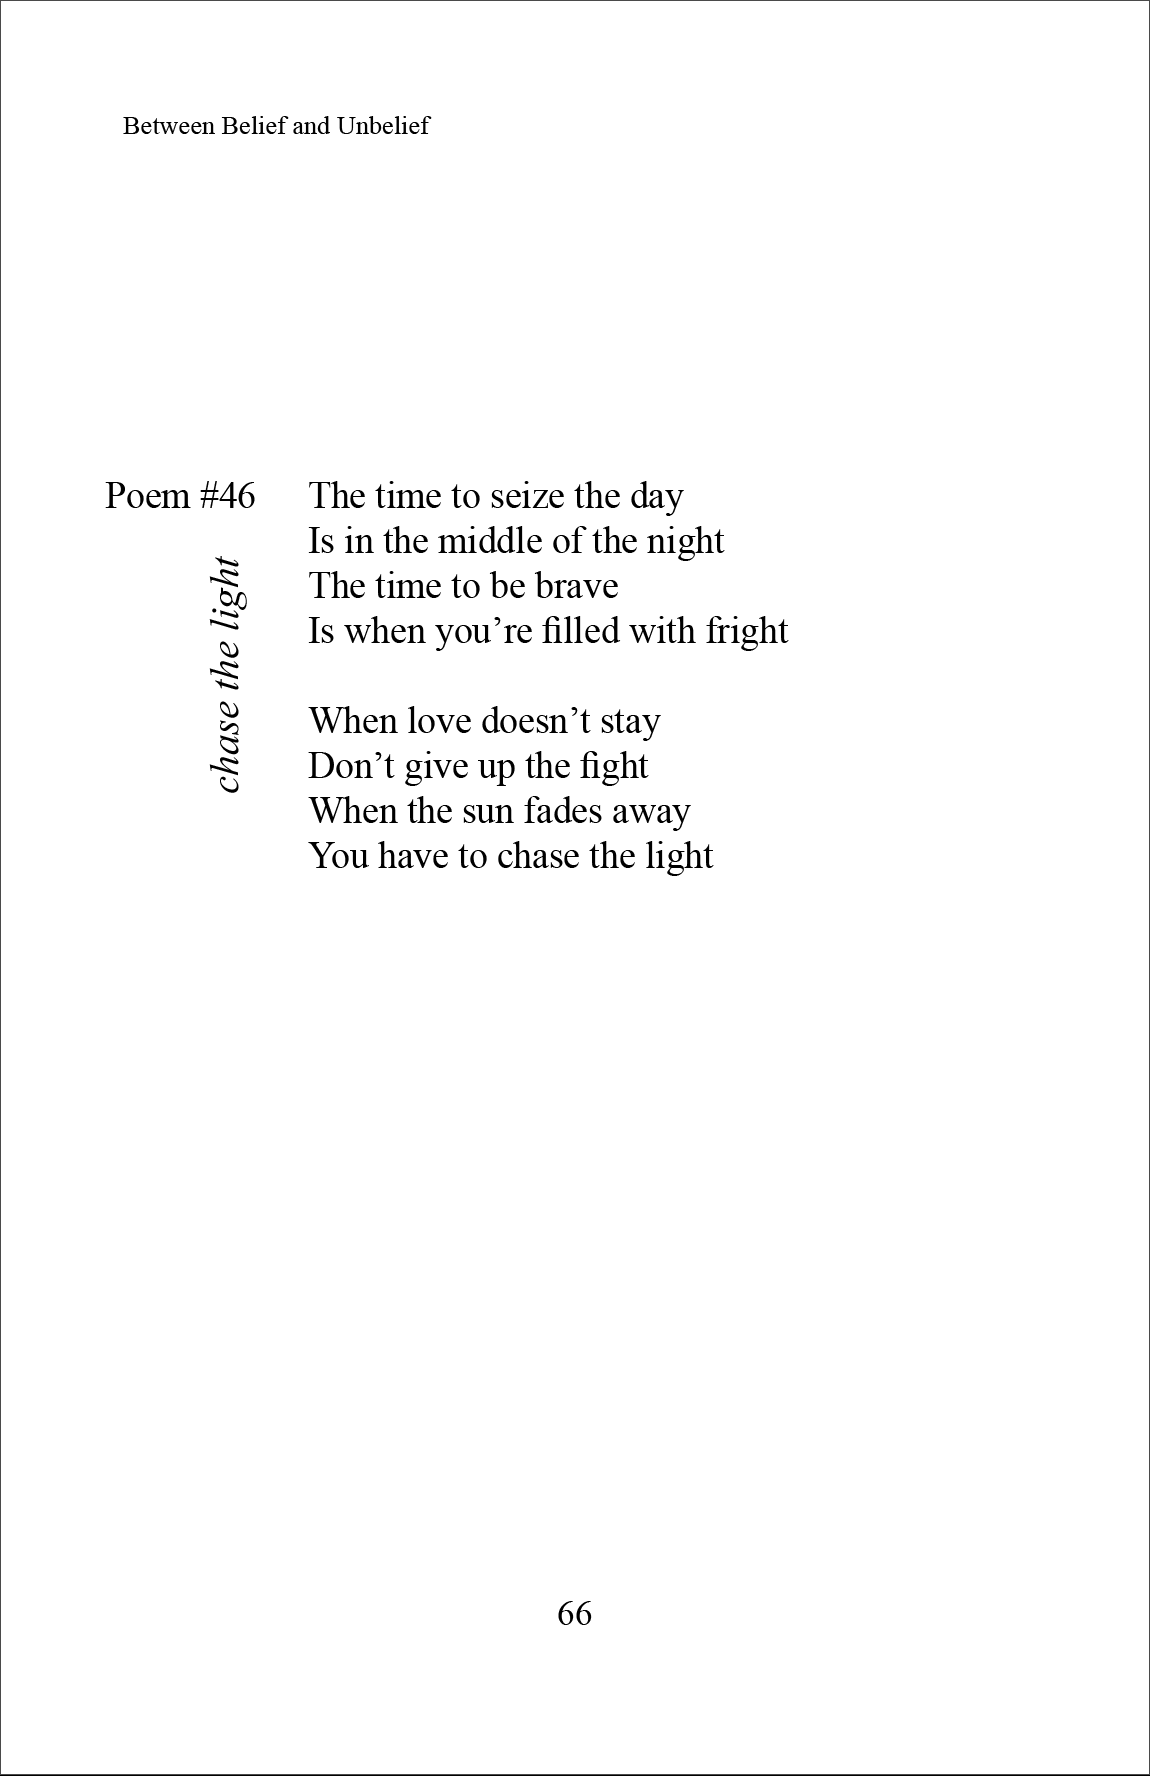 Between Belief and Unbelief
Poem #46
chase the light
The time to seize the day
Is in the middle of the night
The time to be brave
Is when you’re filled with fright

When love doesn’t stay
Don’t give up the fight
When the sun fades away
You have to chase the light
66